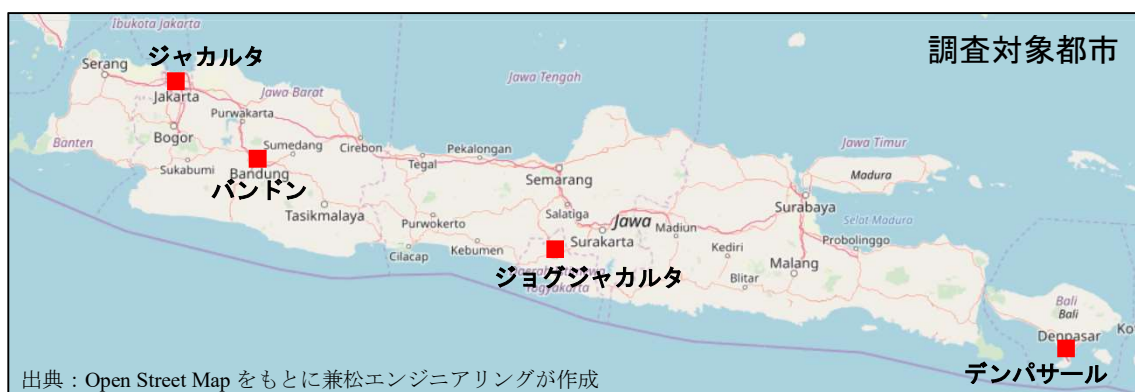 Ibukota Jakarta
ジャカルタ
調査対象都市
Serang
Jakarta
Jawa Tengah
Jawa Barat
Purwakarta
Bogor
Banten
Sukabumi
Sumedang
Cirebon
Bandung
バンドン
Tegal
Pekalongan
Semarang
Jawa Timur
Madura
Tasikmalaya
Purwokerto
Salatiga
Jawa
Surabaya
Selat Madura
Surakarta
Madiun
Kediri
Probolinggo
Cilacap
Kebumen
ジョグジャカルタ
Yogyakarta
Blitar
Malang
Bali
Bali
Denpasar
デンパサール
出典：Open Street Map をもとに兼松エンジニアリングが作成